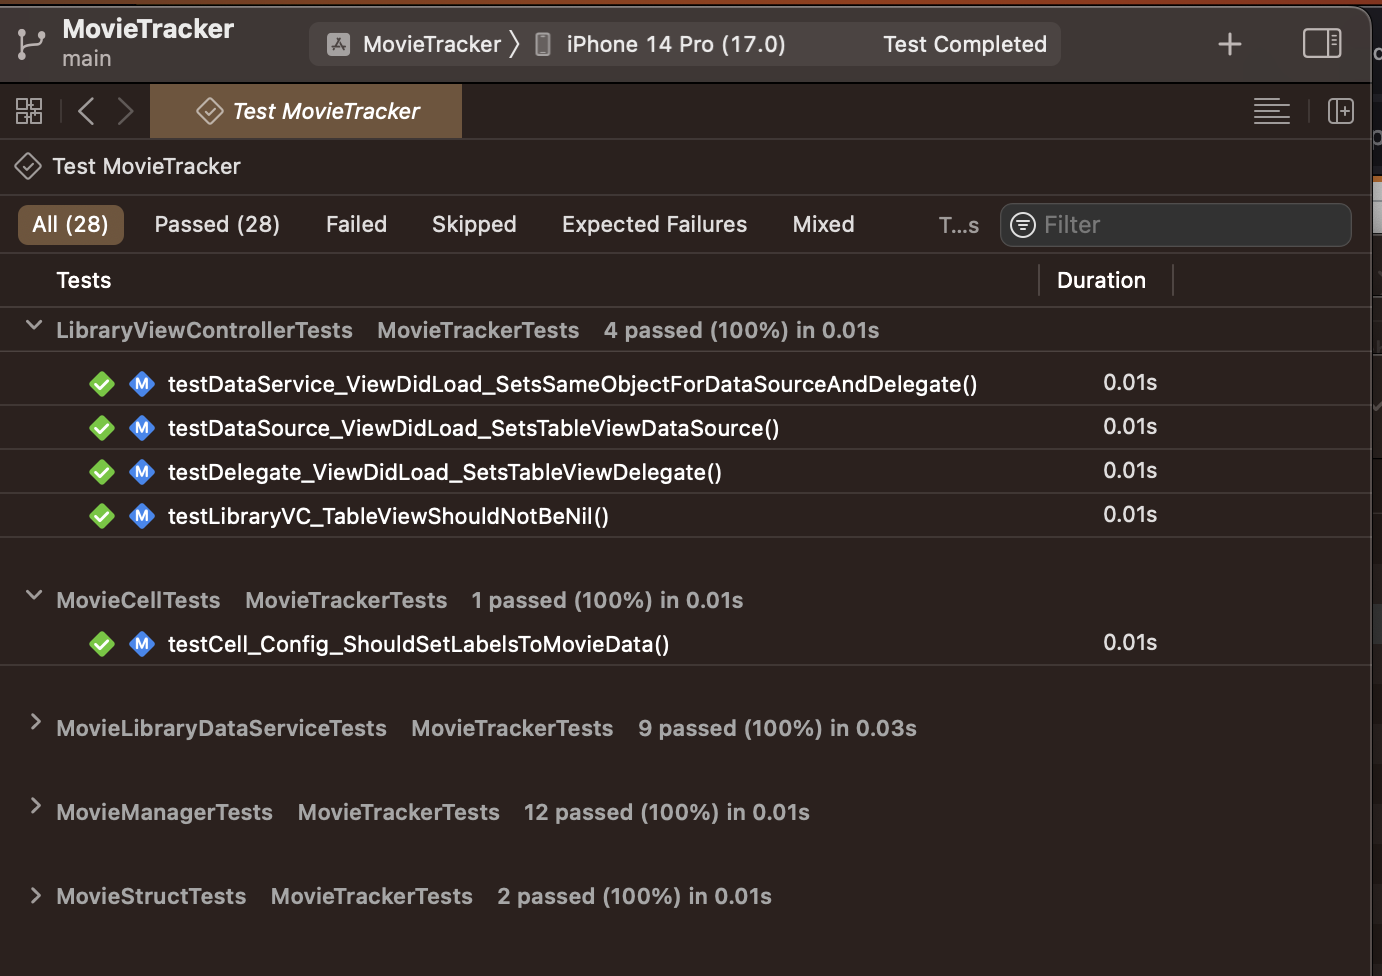 MovieTracker
main
MovieTracker 〉 iPhone 14 Pro (17.0) Test Completed
Test MovieTracker
Test MovieTracker
All (28) Passed (28) Failed Skipped Expected Failures Mixed T...s Filter
Tests Duration
LibraryViewControllerTests MovieTrackerTests 4 passed (100%) in 0.01s
M testDataService_ViewDidLoad_SetsSameObjectForDataSourceAndDelegate() 0.01s
M testDataSource_ViewDidLoad_SetsTableViewDataSource() 0.01s
M testDelegate_ViewDidLoad_SetsTableViewDelegate() 0.01s
M testLibraryVC_TableViewShouldNotBeNil() 0.01s
MovieCellTests MovieTrackerTests 1 passed (100%) in 0.01s
M testCell_Config_ShouldSetLabelsToMovieData() 0.01s
MovieLibraryDataServiceTests MovieTrackerTests 9 passed (100%) in 0.03s
MovieManagerTests MovieTrackerTests 12 passed (100%) in 0.01s
MovieStructTests MovieTrackerTests 2 passed (100%) in 0.01s